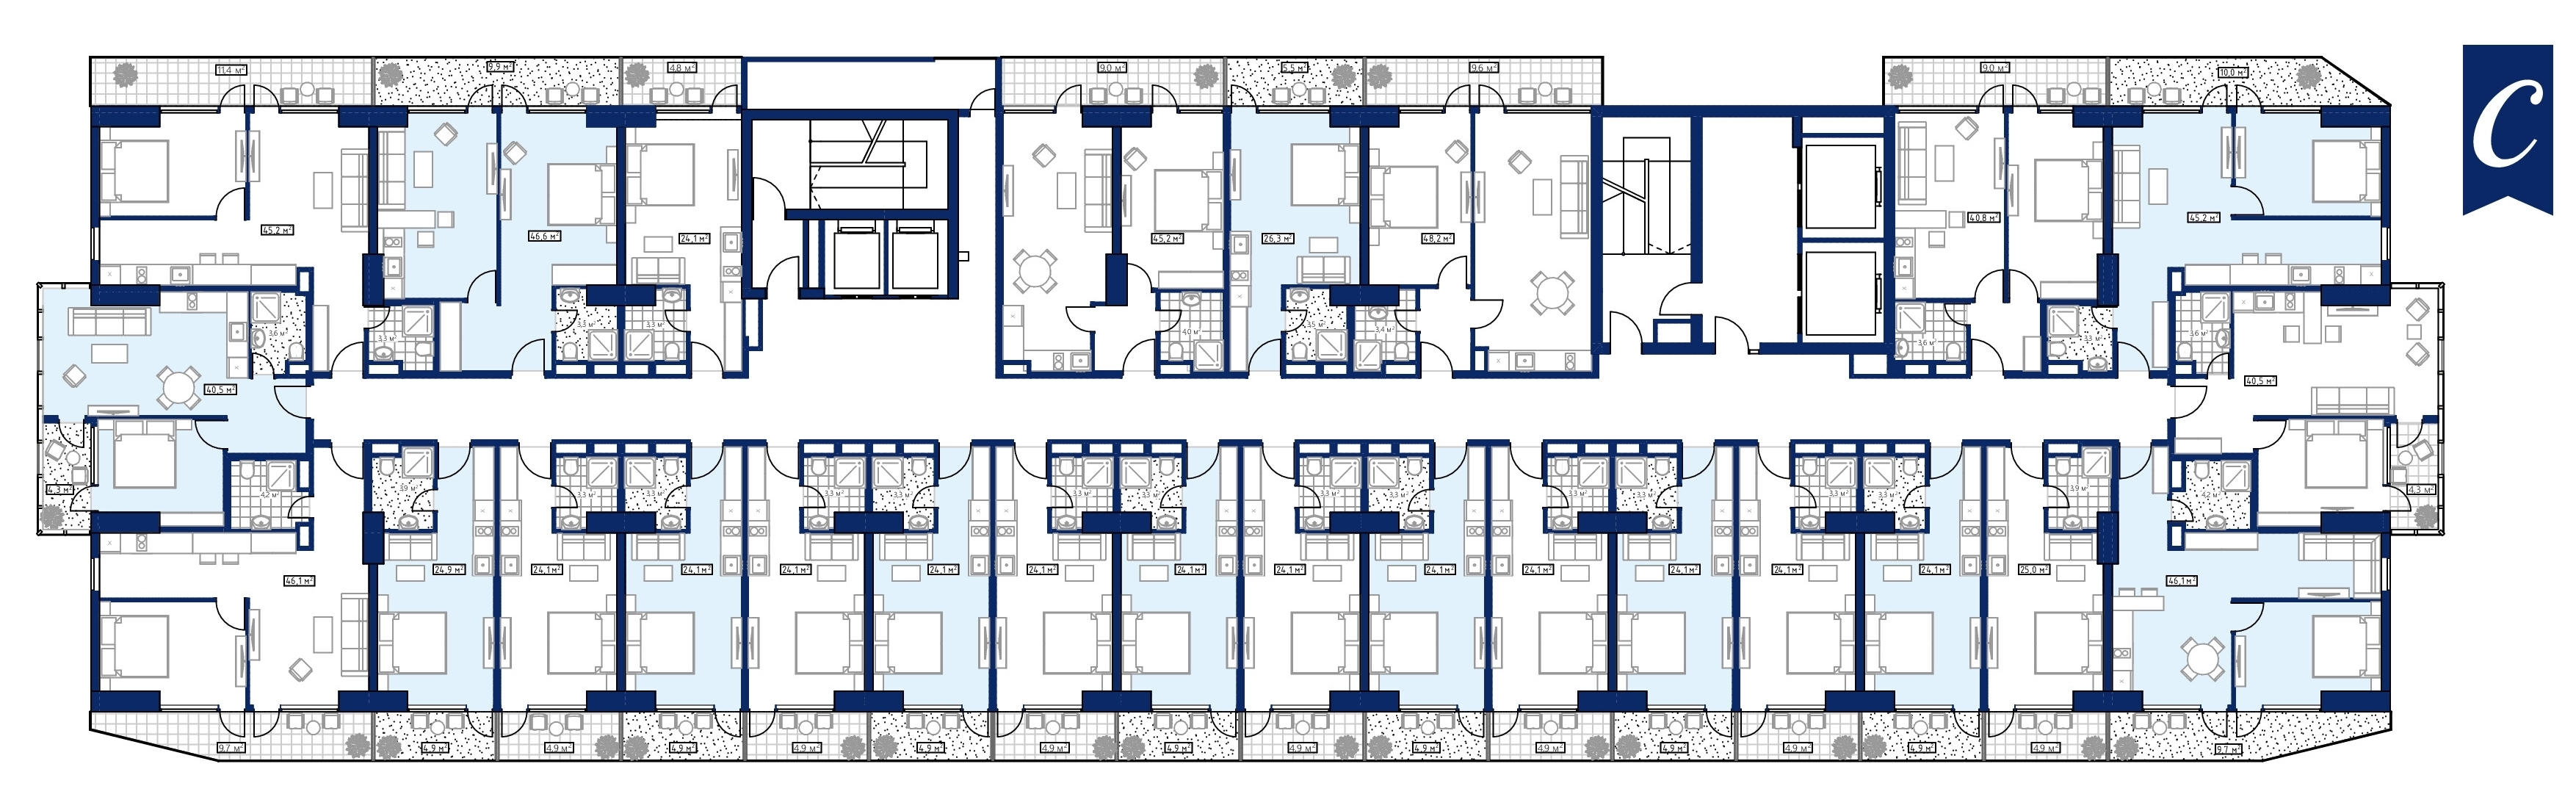 11,4 м²
9,9 м²
4,8 м²
9,0 м²
5,5 м²
9,6 м²
9,0 м²
10,0 м²
C
45,2 м²
46,6 м²
24,1 м²
45,2 м²
26,3 м²
48,2 м²
40,8 м²
45,2 м²
3,6 м²
3,3 м²
3,3 м²
3,3 м²
4,0 м²
3,5 м²
3,4 м²
3,6 м²
3,3 м²
3,6 м²
40,5 м²
40,5 м²
4,3 м²
4,2 м²
3,9 м²
3,3 м²
3,3 м²
3,3 м²
3,3 м²
3,3 м²
3,3 м²
3,3 м²
3,3 м²
3,3 м²
3,3 м²
3,3 м²
3,3 м²
3,9 м²
4,2 м²
4,3 м²
46,1 м²
24,9 м²
24,1 м²
24,1 м²
24,1 м²
24,1 м²
24,1 м²
24,1 м²
24,1 м²
24,1 м²
24,1 м²
24,1 м²
24,1 м²
24,1 м²
25,0 м²
46,1 м²
9,7 м²
4,9 м²
4,9 м²
4,9 м²
4,9 м²
4,9 м²
4,9 м²
4,9 м²
4,9 м²
4,9 м²
4,9 м²
4,9 м²
4,9 м²
4,9 м²
4,9 м²
9,7 м²